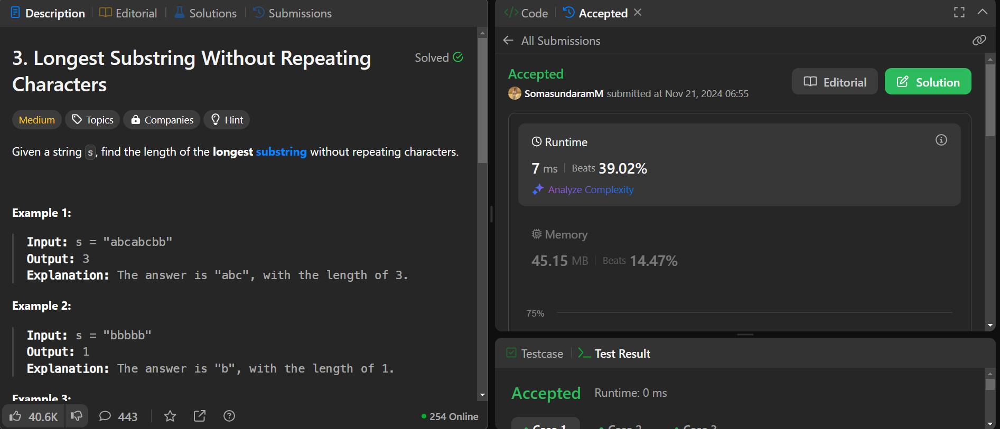 Description
Editorial
Solutions
Submissions
3. Longest Substring Without Repeating
Characters
Solved
Medium
Topics
Companies
Hint
Given a string s, find the length of the longest substring without repeating characters.
Example 1:
Input: s = "abcabcbb"
Output: 3
Explanation: The answer is "abc", with the length of 3.
Example 2:
Input: s = "bbbbb"
Output: 1
Explanation: The answer is "b", with the length of 1.
Example 3:
40.6K
443
254 Online
</> Code
Accepted
All Submissions
Accepted
SomasundaramM submitted at Nov 21, 2024 06:55
Editorial
Solution
Runtime
7 ms | Beats 39.02%
Analyze Complexity
Memory
45.15 MB | Beats 14.47%
75%
Testcase
Test Result
Accepted
Runtime: 0 ms
Case 1
Case 2
Case 3